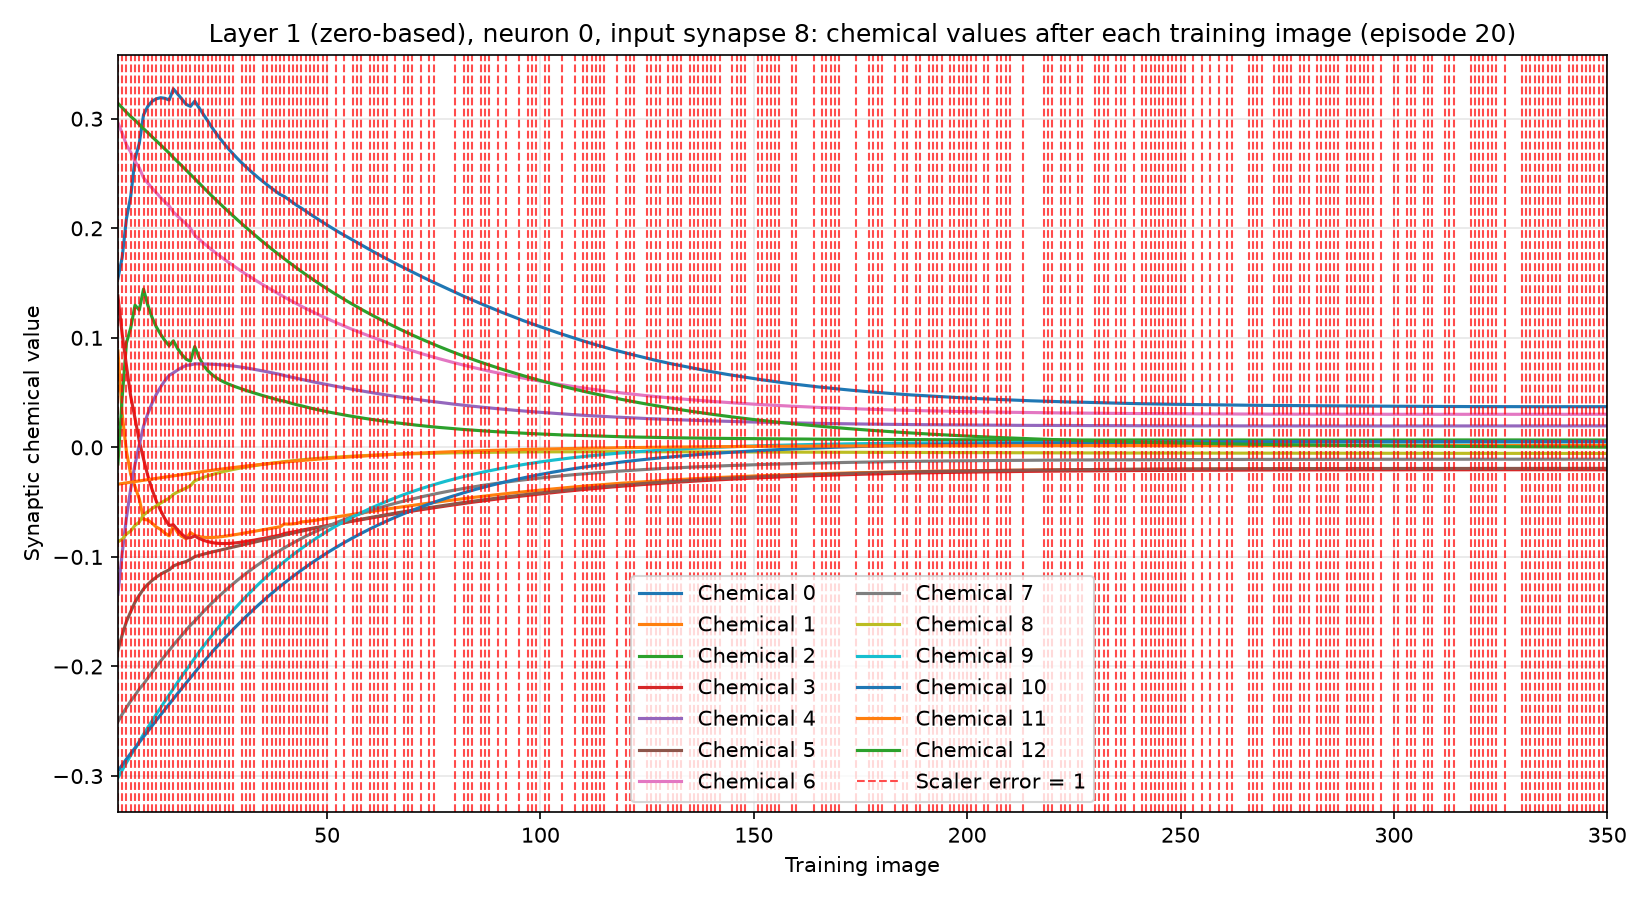 Layer 1 (zero-based), neuron 0, input synapse 8: chemical values after each training image (episode 20)
Synaptic chemical value
0.3
0.2
0.1
0.0
−0.1
−0.2
−0.3
Chemical 0
Chemical 1
Chemical 2
Chemical 3
Chemical 4
Chemical 5
Chemical 6
Chemical 7
Chemical 8
Chemical 9
Chemical 10
Chemical 11
Chemical 12
Scaler error = 1
50 100 150 200 250 300 350
Training image